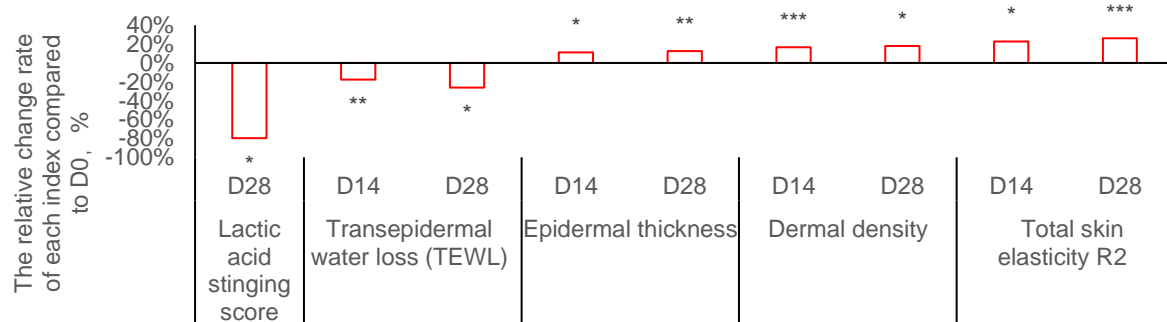 The relative change rate
of each index compared
to D0, %
40%
20%
0%
-20%
-40%
-60%
-80%
-100%
* ** *** * * ***
** *
*
D28 D14 D28 D14 D28 D14 D28 D14 D28
Lactic
acid
stinging
score
Transepidermal
water loss (TEWL)
Epidermal thickness
Dermal density
Total skin
elasticity R2